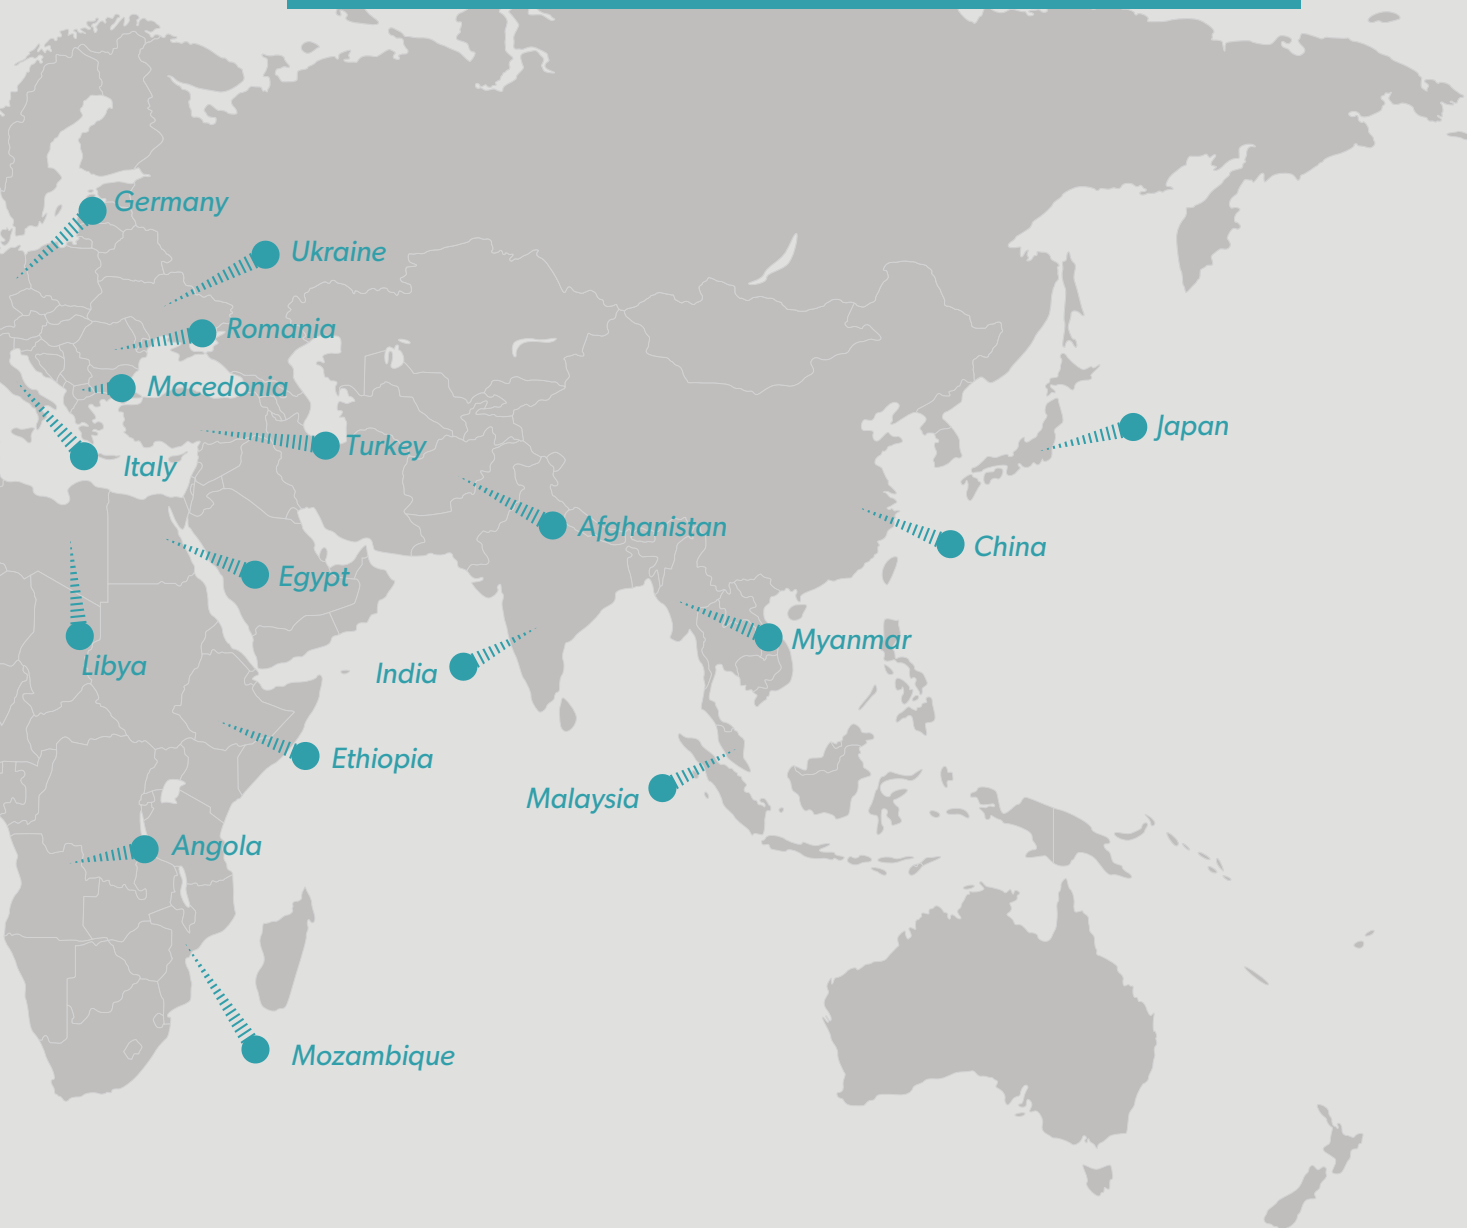 Germany
Ukraine
Romania
Macedonia
Japan
Turkey
Italy
Afghanistan
China
Egypt
Myanmar
Libya
India
Ethiopia
Malaysia
Angola
Mozambique